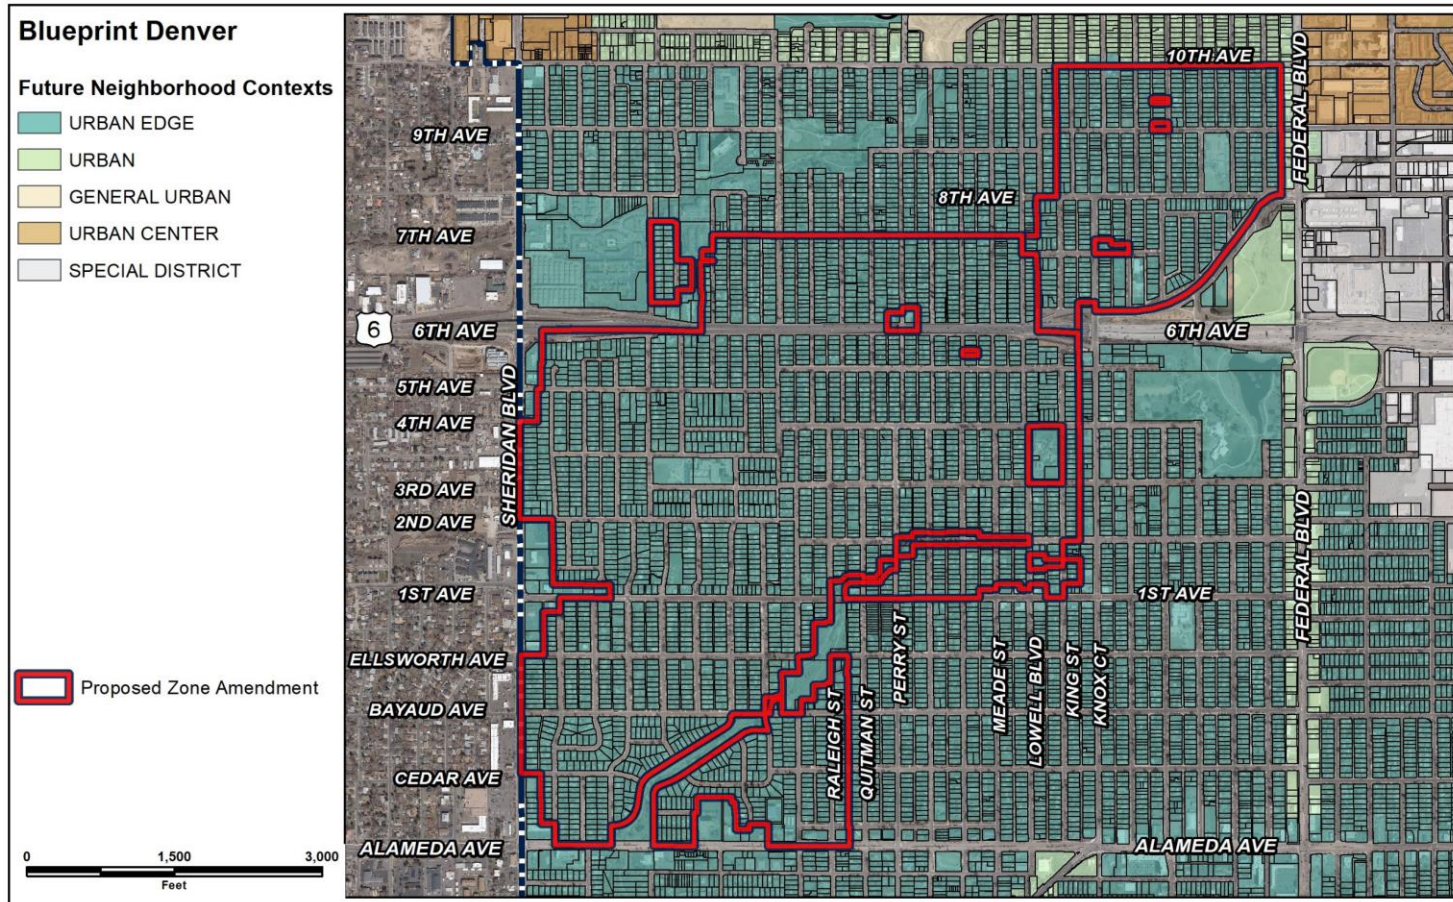 Blueprint Denver
Future Neighborhood Contexts
URBAN EDGE
URBAN
GENERAL URBAN
URBAN CENTER
SPECIAL DISTRICT
Proposed Zone Amendment
0 1,500 3,000
Feet
10TH AVE
9TH AVE
8TH AVE
7TH AVE
6
6TH AVE
6TH AVE
5TH AVE
4TH AVE
3RD AVE
2ND AVE
1ST AVE
1ST AVE
ELLSWORTH AVE
BAYAUD AVE
CEDAR AVE
ALAMEDA AVE
ALAMEDA AVE
SHERIDAN BLVD
RALEIGH ST
QUITMAN ST
PERRY ST
MEADE ST
LOWELL BLVD
KING ST
KNOX CT
FEDERAL BLVD
FEDERAL BLVD